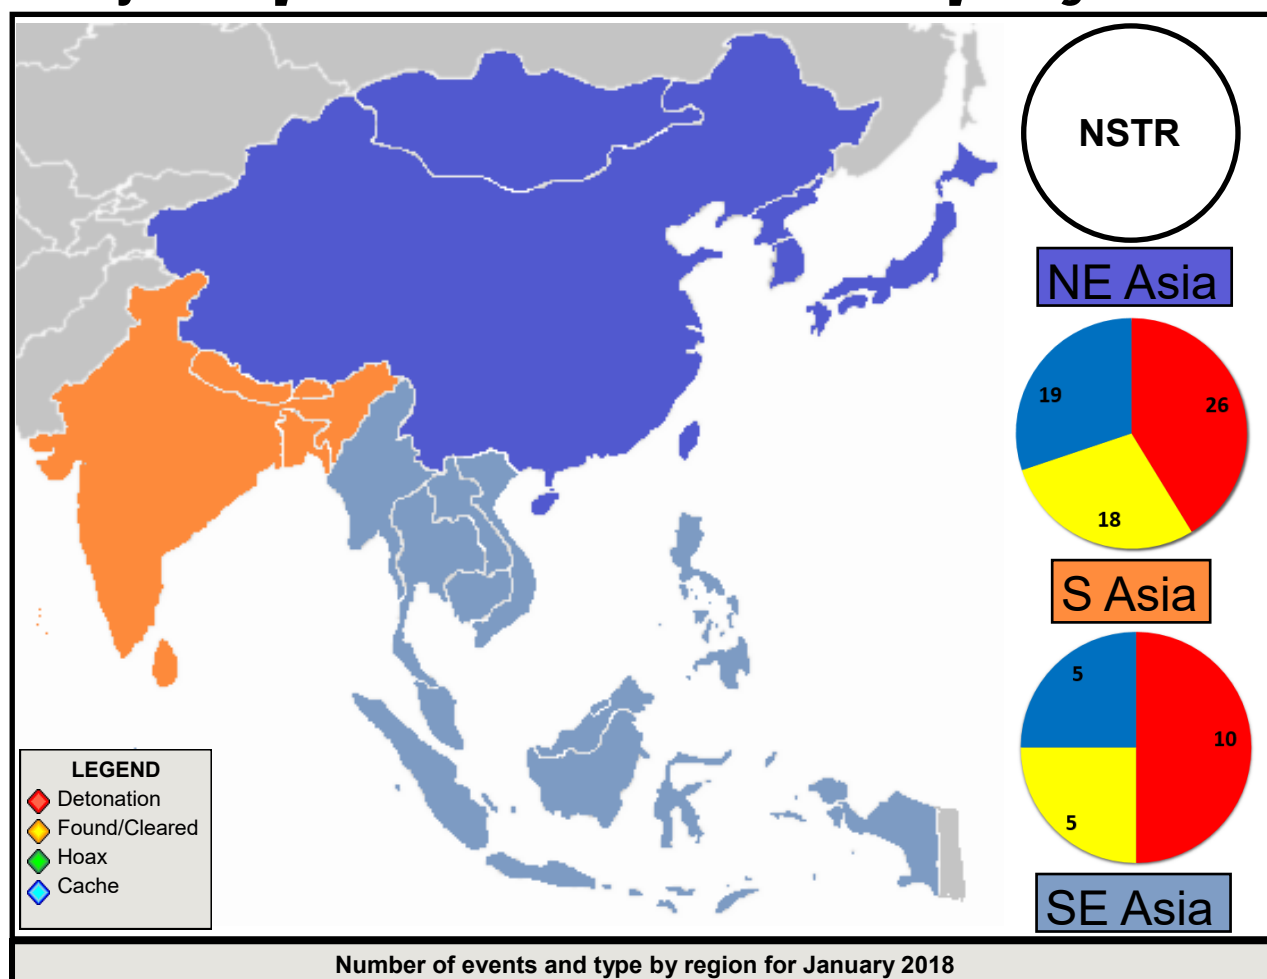 NSTR
NE Asia
19
26
18
S Asia
5
10
5
SE Asia
LEGEND
Detonation
Found/Cleared
Hoax
Cache
Number of events and type by region for January 2018